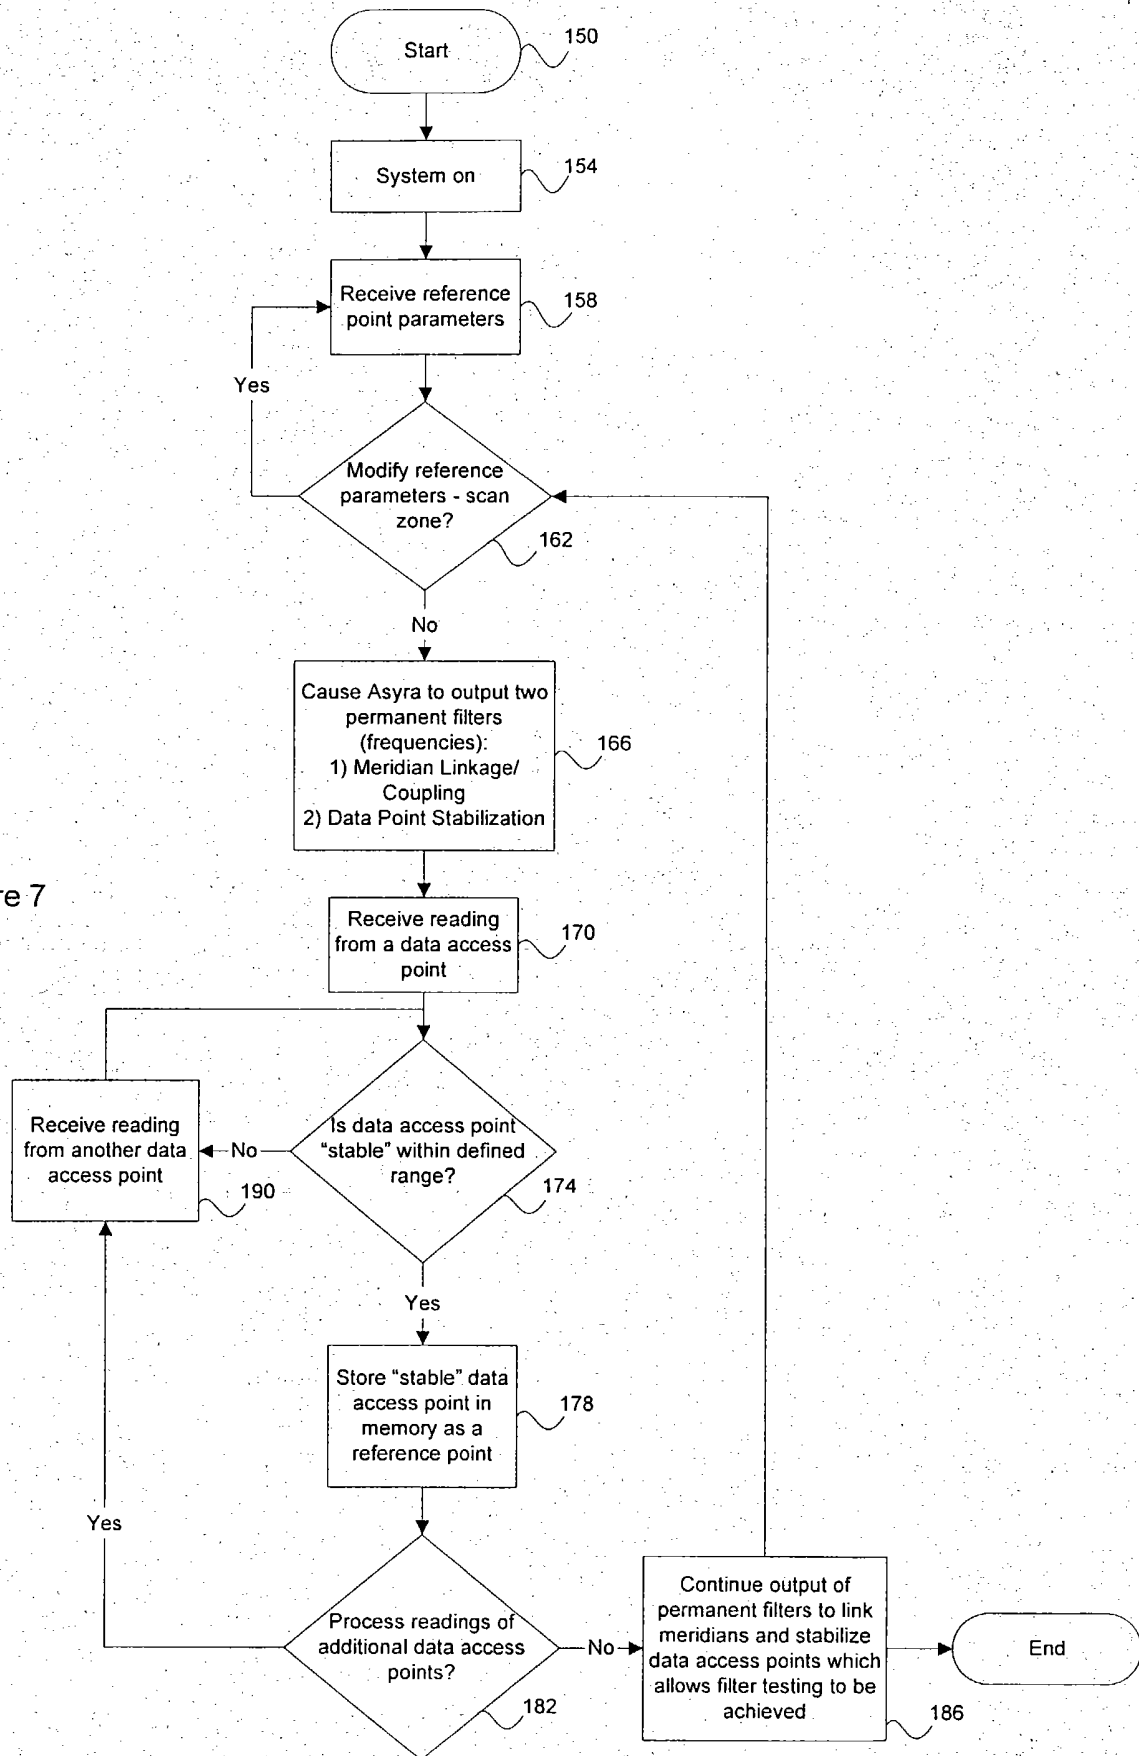 Start
150
System on
154
Receive reference
point parameters
158
Yes
Modify reference
parameters - scan
zone?
162
No
Cause Asyra to output two
permanent filters
(frequencies):
1) Meridian Linkage/
Coupling
2) Data Point Stabilization
166
re 7
Receive reading
from a data access
point
170
Receive reading
from another data
access point
190
No
Is data access point
"stable" within defined
range?
174
Yes
Store "stable" data
access point in
memory as a
reference point
178
Yes
Process readings of
additional data access
points?
182
No
Continue output of
permanent filters to link
meridians and stabilize
data access points which
allows filter testing to be
achieved
186
End